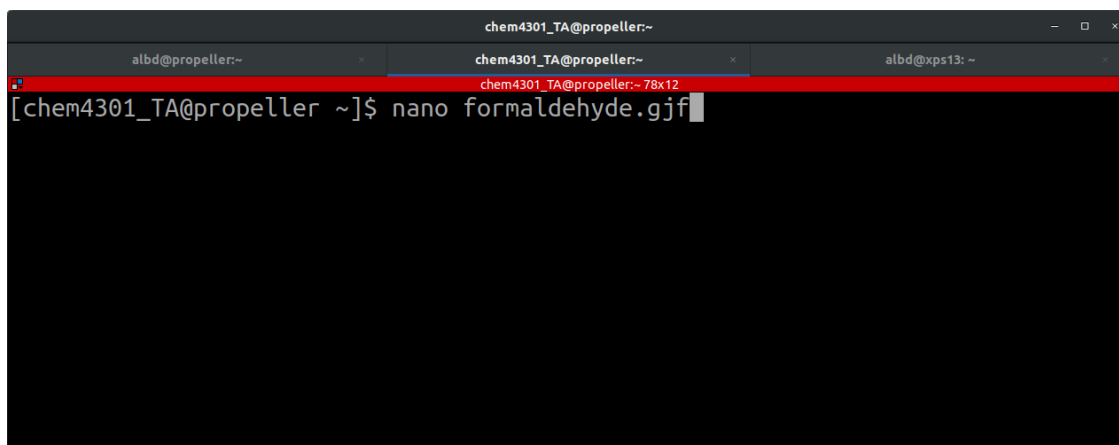 chem4301_TA@propeller:~
albd@propeller:~ chem4301_TA@propeller:~ albd@xps13: ~
chem4301_TA@propeller:~ 78x12
[chem4301_TA@propeller ~]$ nano formaldehyde.gjf